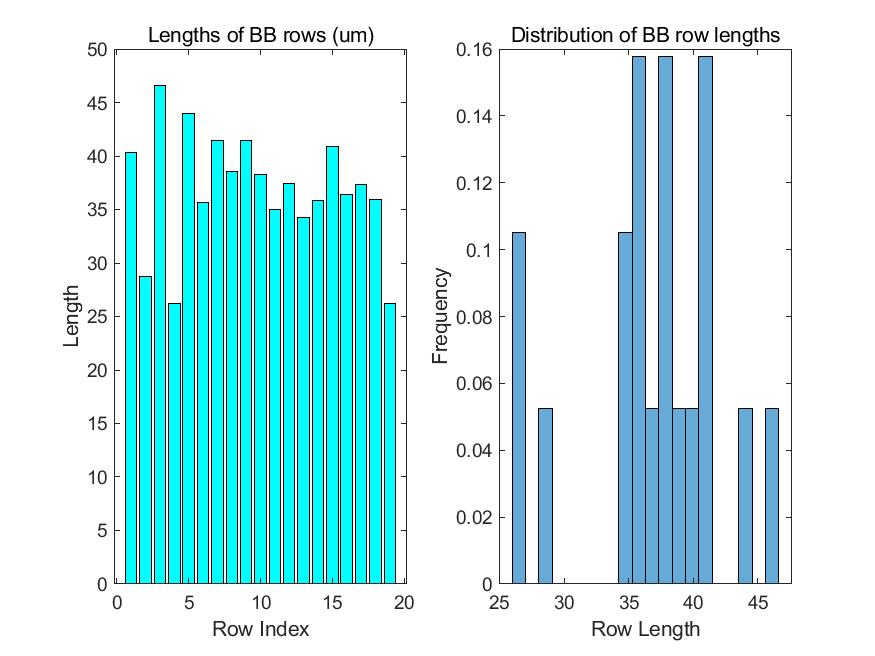 Lengths of BB rows (um)
50
45
40
35
30
25
20
15
10
5
0
0 5 10 15 20
Length
Row Index
Distribution of BB row lengths
0.16
0.14
0.12
0.1
0.08
0.06
0.04
0.02
0
25 30 35 40 45
Frequency
Row Length